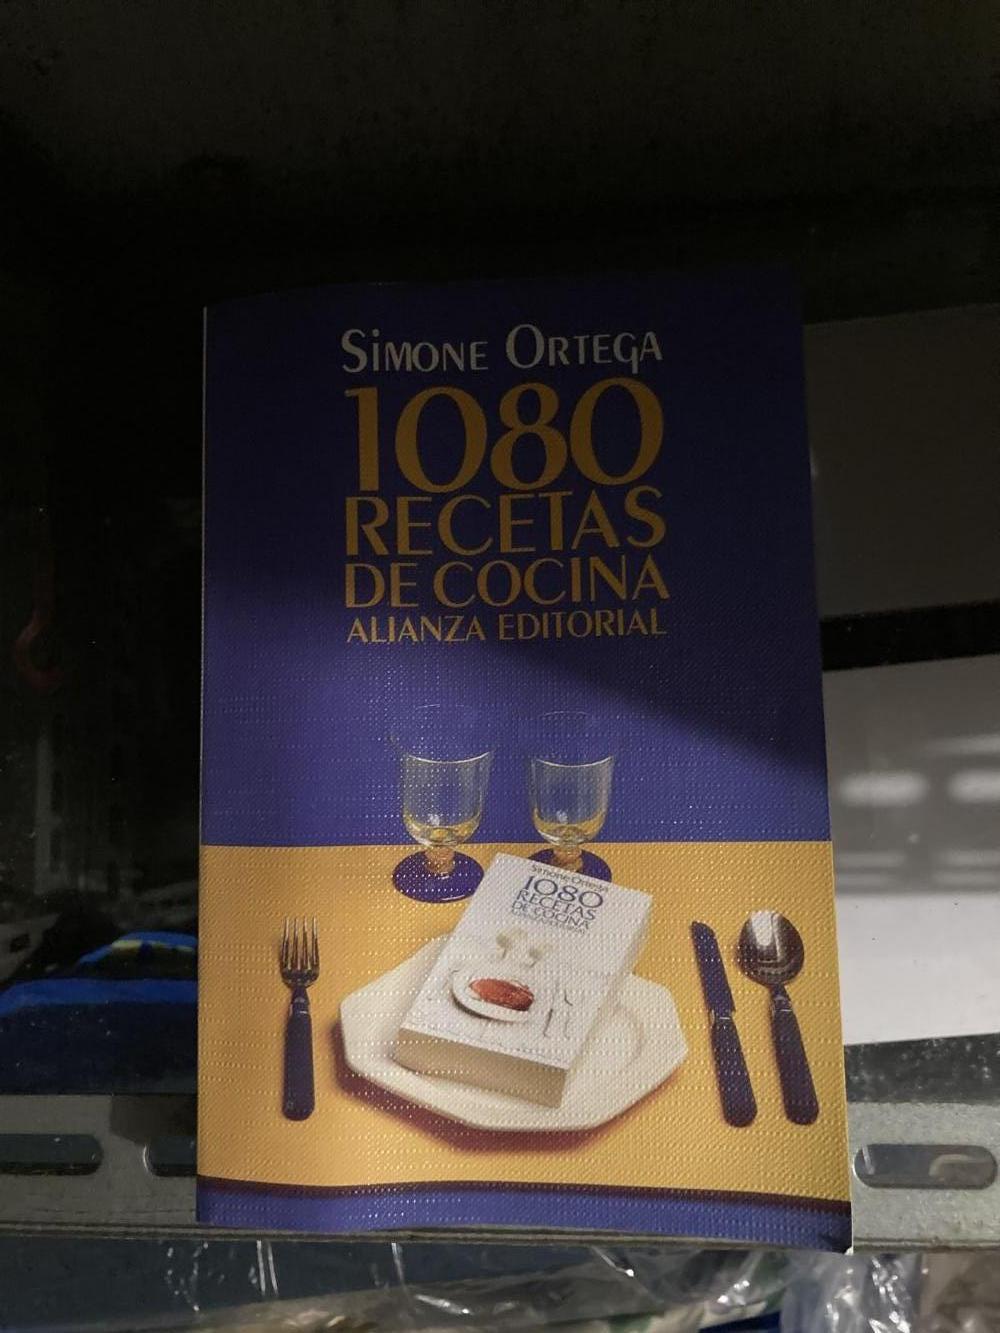 SiMONE ORTEGA
1080
RECETAS
DE COCINA
ALIANZA EDITORIAL
Simone Ortega
1080
RECETAS
DE COCINA